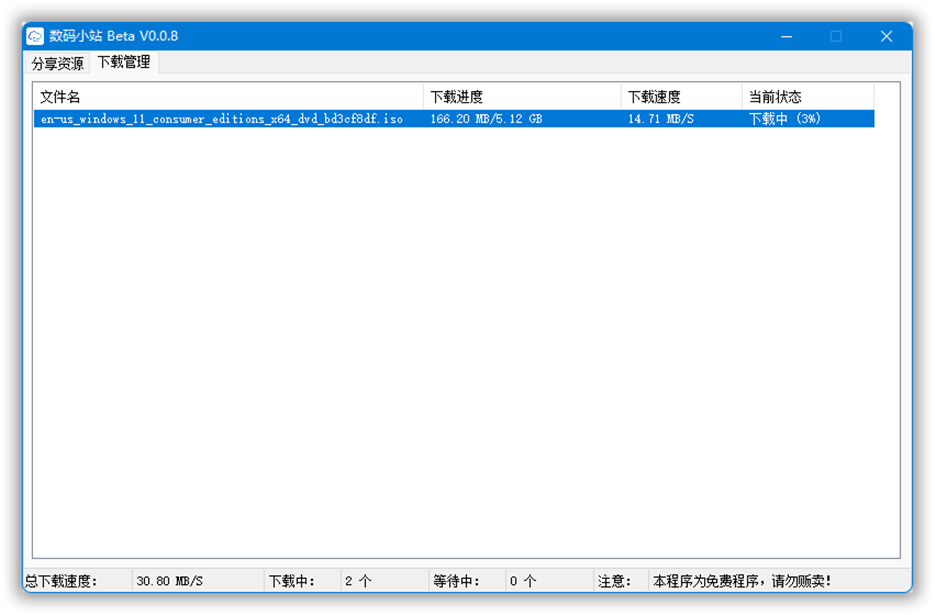 数码小站 Beta V0.0.8
分享资源 下载管理
文件名 下载进度 下载速度 当前状态
en-us_windows_11_consumer_editions_x64_dvd_bd3cf8df.iso 166.20 MB/5.12 GB 14.71 MB/S 下载中 (3%)
总下载速度: 30.80 MB/S 下载中: 2 个 等待中: 0 个 注意: 本程序为免费程序，请勿贩卖!